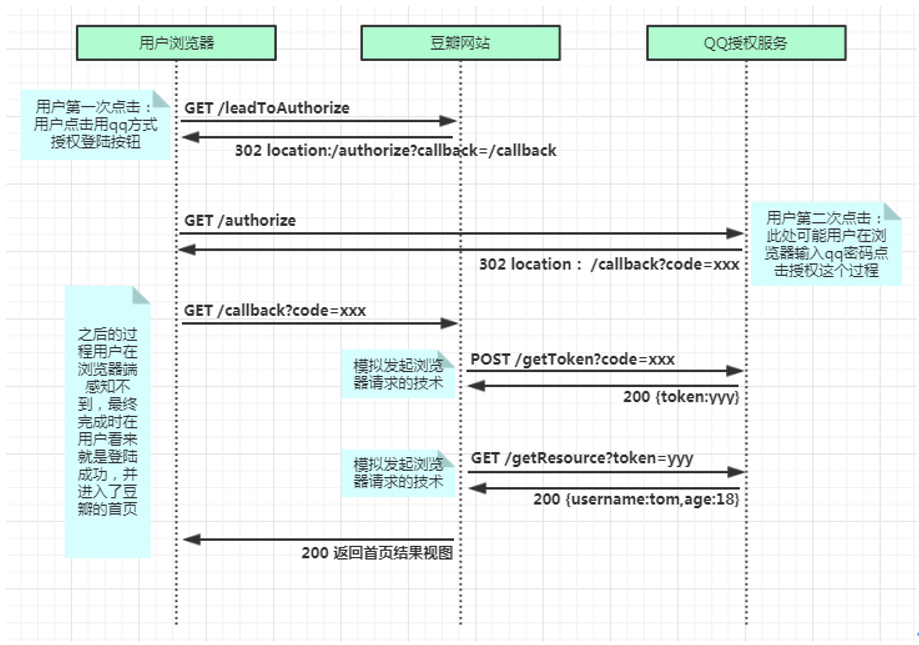 用户浏览器
豆瓣网站
QQ授权服务
用户第一次点击：
用户点击用qq方式
授权登陆按钮
GET /leadToAuthorize
302 location:/authorize?callback=/callback
GET /authorize
302 location： /callback?code=xxx
用户第二次点击：
此处可能用户在浏
览器输入qq密码点
击授权这个过程
GET /callback?code=xxx
之后的过
程用户在
浏览器端
感知不
到，最终
完成时在
用户看来
就是登陆
成功，并
进入了豆
瓣的首页
模拟发起浏览
器请求的技术
POST /getToken?code=xxx
200 {token:yyy}
模拟发起浏览
器请求的技术
GET /getResource?token=yyy
200 {username:tom,age:18}
200 返回首页结果视图